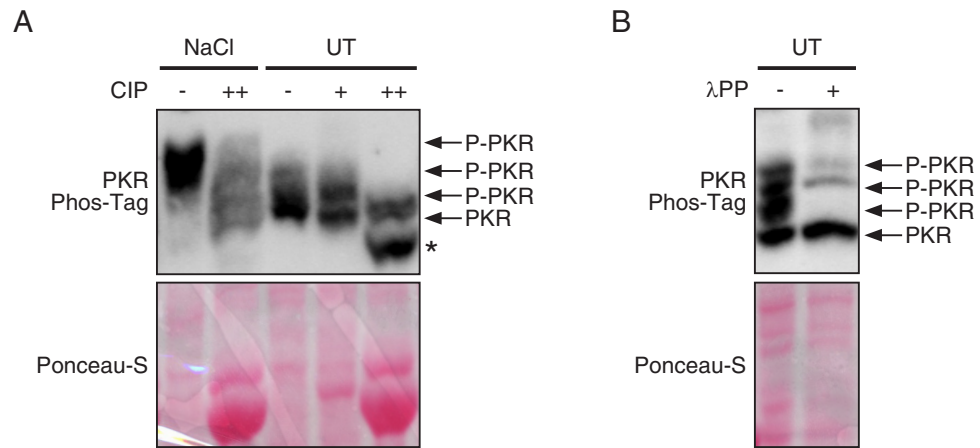 A
NaCl UT
CIP - ++ - + ++
PKR
Phos-Tag
P-PKR
P-PKR
P-PKR
PKR
*
Ponceau-S
B
UT
λPP - +
PKR
Phos-Tag
P-PKR
P-PKR
P-PKR
PKR
Ponceau-S